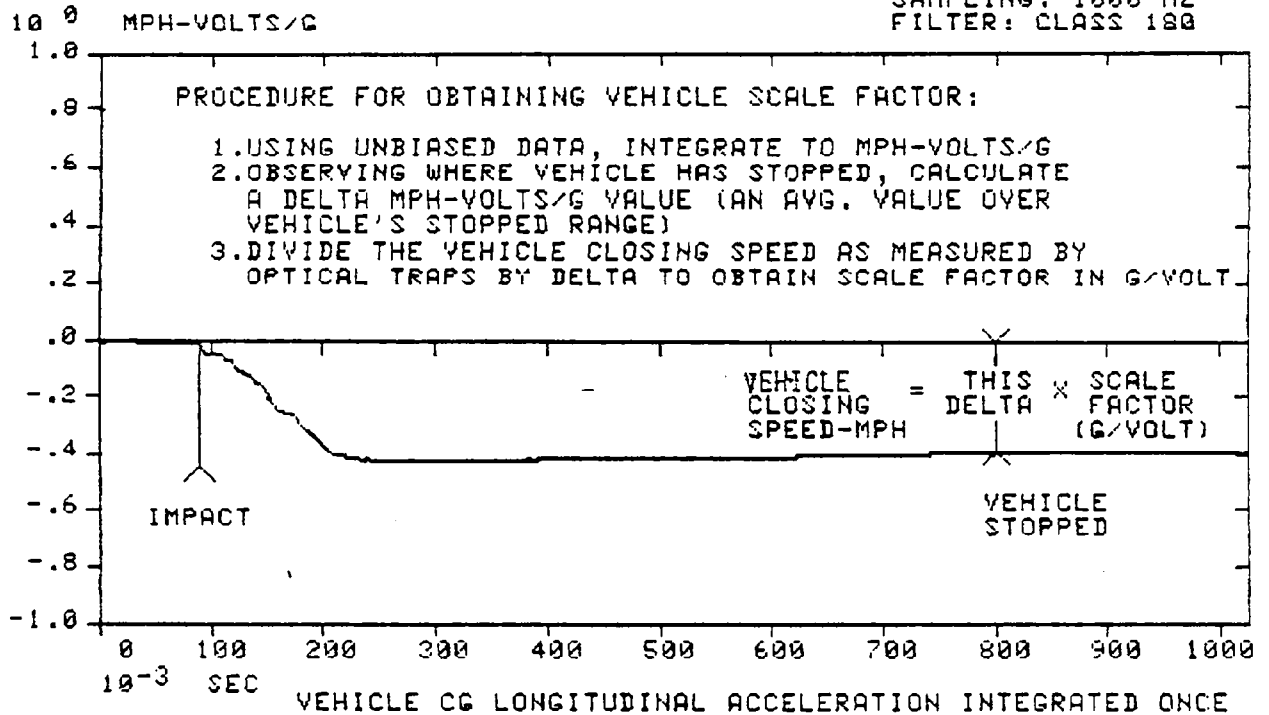 SAMPLING: 1000 HZ
10 0 MPH-VOLTS/G FILTER: CLASS 180
1.0
PROCEDURE FOR OBTAINING VEHICLE SCALE FACTOR:
.8
1.USING UNBIASED DATA, INTEGRATE TO MPH-VOLTS/G
.6
2.OBSERVING WHERE VEHICLE HAS STOPPED, CALCULATE
A DELTA MPH-VOLTS/G VALUE (AN AVG. VALUE OVER
.4
VEHICLE'S STOPPED RANGE)
3.DIVIDE THE VEHICLE CLOSING SPEED AS MEASURED BY
OPTICAL TRAPS BY DELTA TO OBTAIN SCALE FACTOR IN G/VOLT
.2
.0
VEHICLE = THIS × SCALE
-.2
CLOSING DELTA FACTOR
SPEED-MPH (G/VOLT)
-.4
IMPACT
VEHICLE
STOPPED
-.6
-.8
-1.0
0 100 200 300 400 500 600 700 800 900 1000
10-3 SEC
VEHICLE CG LONGITUDINAL ACCELERATION INTEGRATED ONCE